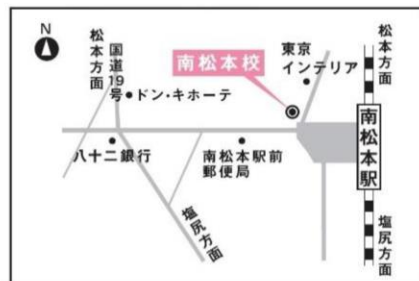 N
松本方面
国道19号
ドン・キホーテ
南松本校
東京
インテリア
松本方面
南松本駅
八十二銀行
南松本駅前
郵便局
塩尻方面
塩尻方面